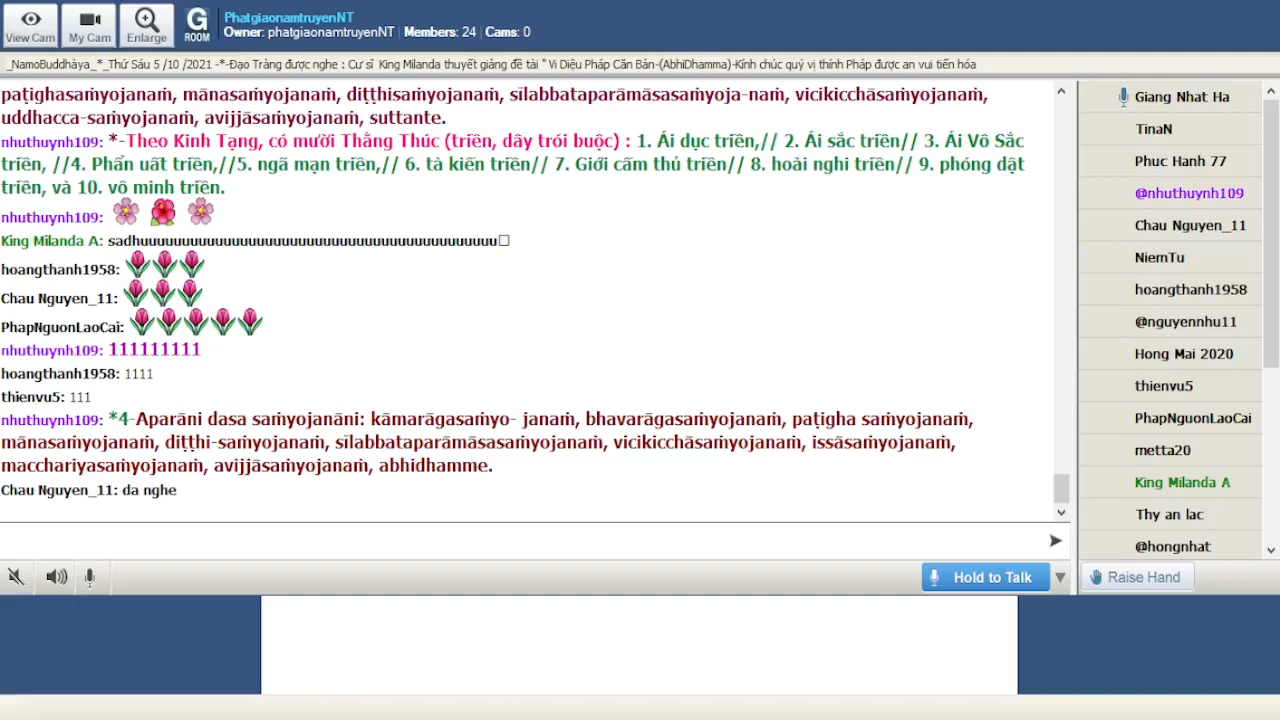 View Cam
My Cam
Enlarge
G
ROOM
PhatgiaonamtruyenNT
Owner: phatgiaonamtruyenNT | Members: 24 | Cams: 0
_NamoBuddhàya_*_Thứ Sáu 5 /10 /2021 -*-Đạo Tràng được nghe : Cư sĩ King Milanda thuyết giảng đề tài " Vi Diệu Pháp Căn Bản-(AbhiDhamma)-Kính chúc quý vị thính Pháp được an vui tiến hóa
paṭighasaṁyojanaṁ, mānasaṁyojanaṁ, diṭṭhisaṁyojanaṁ, sīlabbataparāmāsasaṁyoja-naṁ, vicikicchāsaṁyojanaṁ,
uddhacca-saṁyojanaṁ, avijjāsaṁyojanaṁ, suttante.
nhuthuynh109: *-Theo Kinh Tạng, có mười Thằng Thúc (triền, dây trói buộc) : 1. Ái dục triền,// 2. Ái sắc triền// 3. Ái Vô Sắc
triền, //4. Phẩn uất triền,//5. ngã mạn triền,// 6. tà kiến triền// 7. Giới cấm thủ triền// 8. hoài nghi triền// 9. phóng dật
triền, và 10. vô minh triền.
nhuthuynh109:
King Milanda A: sadhuuuuuuuuuuuuuuuuuuuuuuuuuuuuuuuuuuuuuuuuuuu
hoangthanh1958:
Chau Nguyen_11:
PhapNguonLaoCai:
nhuthuynh109: 111111111
hoangthanh1958: 1111
thienvu5: 111
nhuthuynh109: *4-Aparāni dasa saṁyojanāni: kāmarāgasaṁyo- janaṁ, bhavarāgasaṁyojanaṁ, paṭigha saṁyojanaṁ,
mānasaṁyojanaṁ, diṭṭhi-saṁyojanaṁ, sīlabbataparāmāsasaṁyojanaṁ, vicikicchāsaṁyojanaṁ, issāsaṁyojanaṁ,
macchariyasaṁyojanaṁ, avijjāsaṁyojanaṁ, abhidhamme.
Chau Nguyen_11: da nghe
Giang Nhat Ha
TinaN
Phuc Hanh 77
@nhuthuynh109
Chau Nguyen_11
NiemTu
hoangthanh1958
@nguyennhu11
Hong Mai 2020
thienvu5
PhapNguonLaoCai
metta20
King Milanda A
Thy an lac
@hongnhat
Hold to Talk
Raise Hand